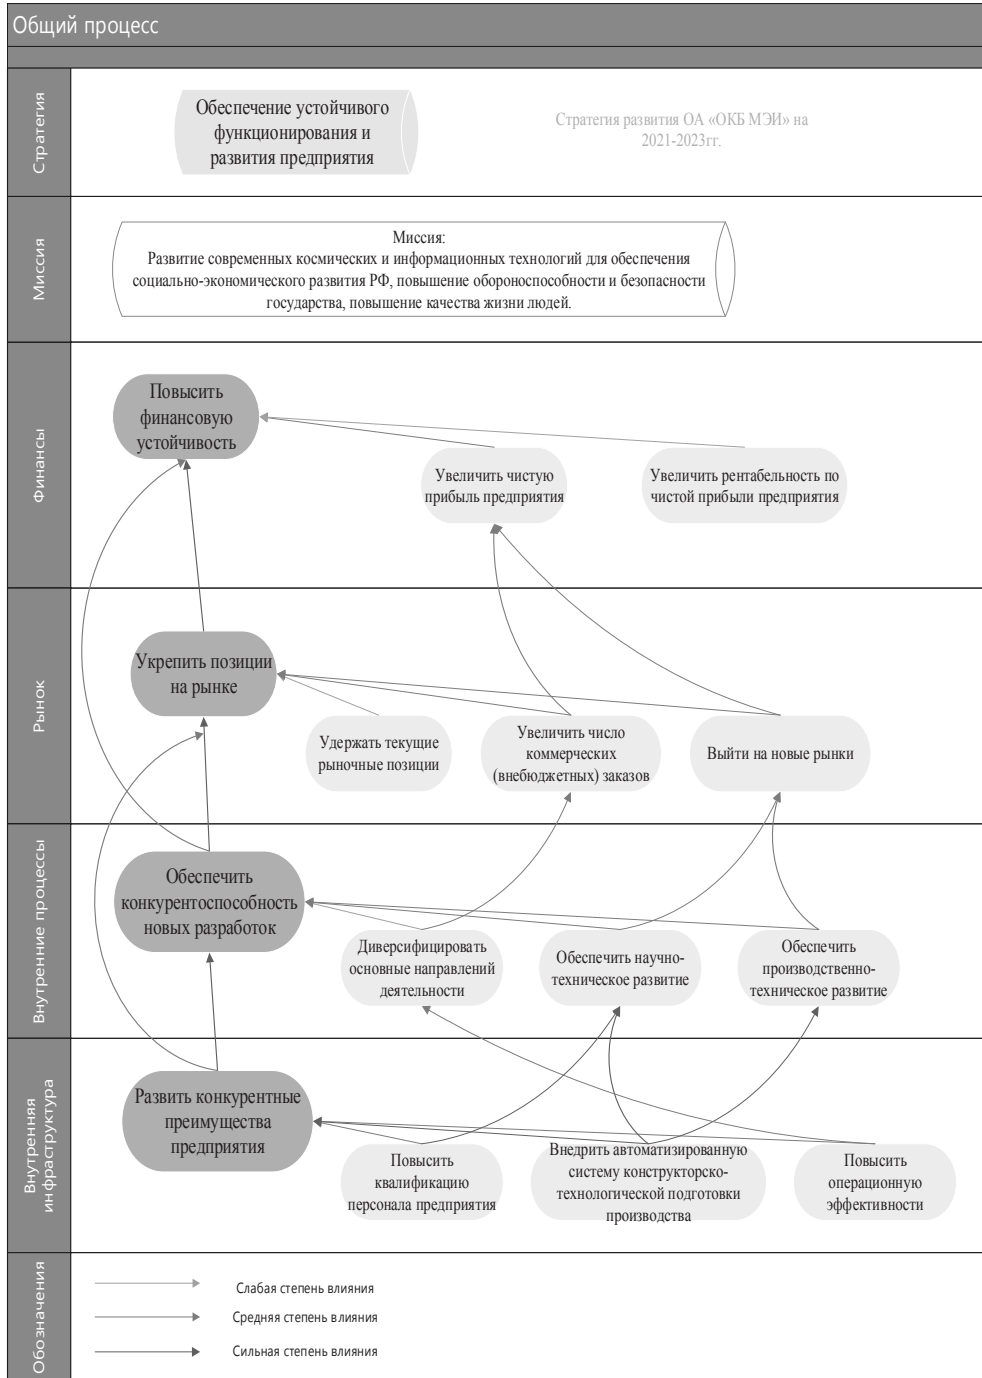 Общий процесс
Стратегия
Обеспечение устойчивого
функционирования и
развития предприятия
Стратегия развития ОА «ОКБ МЭИ» на
2021-2023гг.
Миссия
Миссия:
Развитие современных космических и информационных технологий для обеспечения
социально-экономического развития РФ, повышение обороноспособности и безопасности
государства, повышение качества жизни людей.
Финансы
Повысить
финансовую
устойчивость
Увеличить чистую
прибыль предприятия
Увеличить рентабельность по
чистой прибыли предприятия
Рынок
Укрепить позиции
на рынке
Удержать текущие
рыночные позиции
Увеличить число
коммерческих
(внебюджетных) заказов
Выйти на новые рынки
Внутренние процессы
Обеспечить
конкурентоспособность
новых разработок
Диверсифицировать
основные направлений
деятельности
Обеспечить научно-
техническое развитие
Обеспечить
производственно-
техническое развитие
Внутренняя
инфраструктура
Развить конкурентные
преимущества
предприятия
Повысить
квалификацию
персонала предприятия
Внедрить автоматизированную
систему конструкторско-
технологической подготовки
производства
Повысить
операционную
эффективности
Обозначения
Слабая степень влияния
Средняя степень влияния
Сильная степень влияния